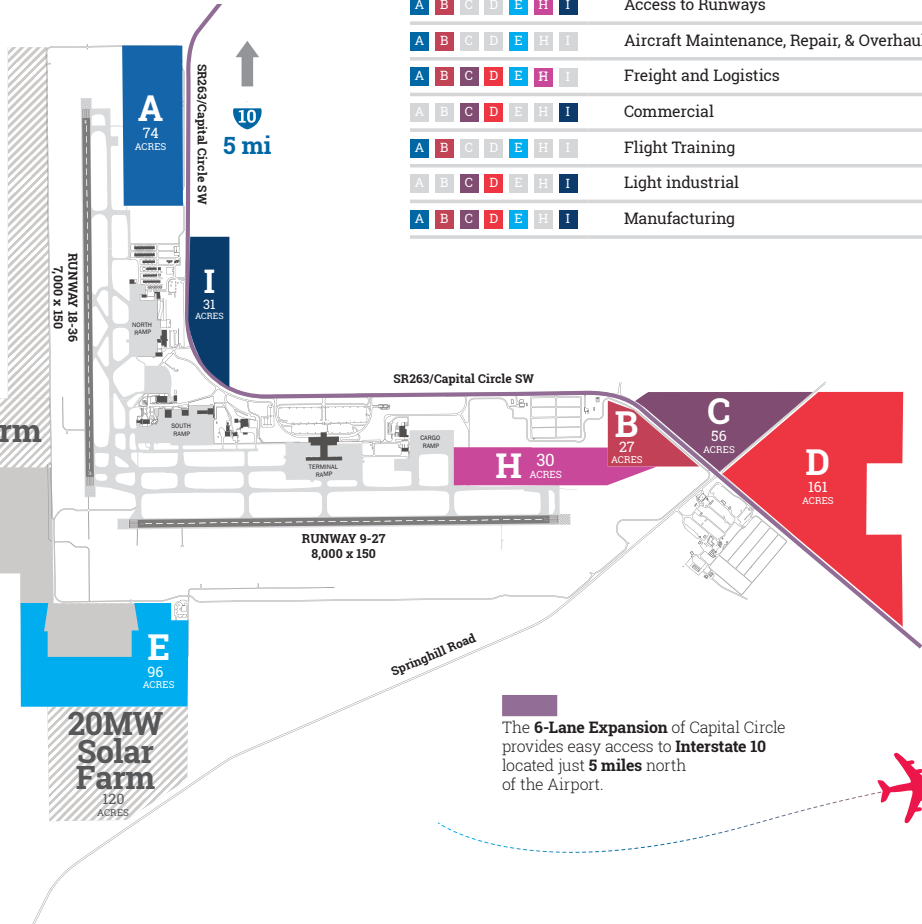 A B C D E H I Access to Runways
A B C D E H I Aircraft Maintenance, Repair, & Overhaul
A B C D E H I Freight and Logistics
A B C D E H I Commercial
A B C D E H I Flight Training
A B C D E H I Light industrial
A B C D E H I Manufacturing
A
74
ACRES
SR263/Capital Circle SW
10
5 mi
RUNWAY 18-36
7,000 x 150
I
31
ACRES
NORTH
RAMP
SR263/Capital Circle SW
SOUTH
RAMP
TERMINAL
RAMP
CARGO
RAMP
H 30
ACRES
B
27
ACRES
C
56
ACRES
D
161
ACRES
rm
RUNWAY 9-27
8,000 x 150
E
96
ACRES
Springhill Road
20MW
Solar
Farm
120
ACRES
The 6-Lane Expansion of Capital Circle
provides easy access to Interstate 10
located just 5 miles north
of the Airport.